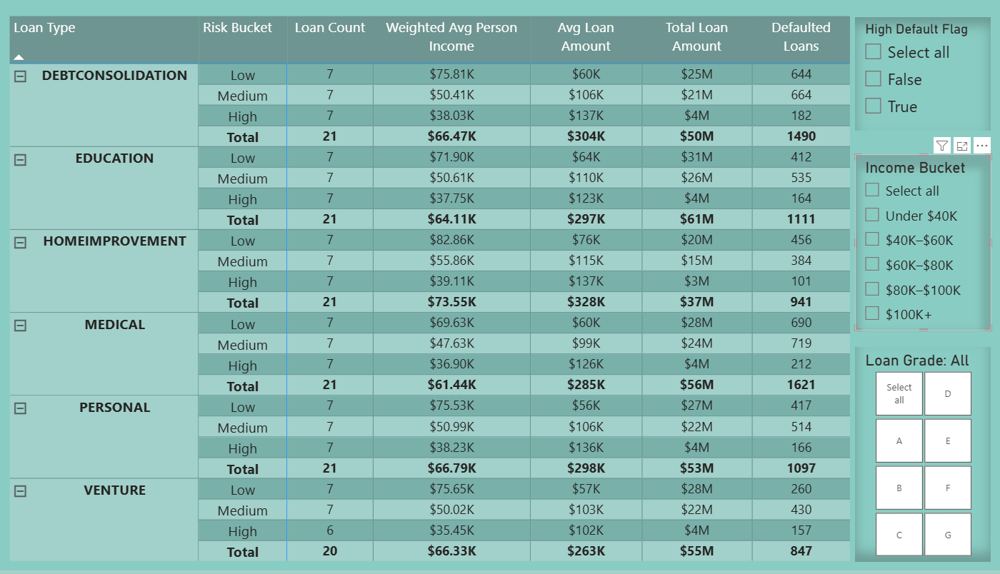 Loan Type Risk Bucket Loan Count Weighted Avg Person Income Avg Loan Amount Total Loan Amount Defaulted Loans
DEBTCONSOLIDATION Low 7 $75.81K $60K $25M 644
Medium 7 $50.41K $106K $21M 664
High 7 $38.03K $137K $4M 182
Total 21 $66.47K $304K $50M 1490
EDUCATION Low 7 $71.90K $64K $31M 412
Medium 7 $50.61K $110K $26M 535
High 7 $37.75K $123K $4M 164
Total 21 $64.11K $297K $61M 1111
HOMEIMPROVEMENT Low 7 $82.86K $76K $20M 456
Medium 7 $55.86K $115K $15M 384
High 7 $39.11K $137K $3M 101
Total 21 $73.55K $328K $37M 941
MEDICAL Low 7 $69.63K $60K $28M 690
Medium 7 $47.63K $99K $24M 719
High 7 $36.90K $126K $4M 212
Total 21 $61.44K $285K $56M 1621
PERSONAL Low 7 $75.53K $56K $27M 417
Medium 7 $50.99K $106K $22M 514
High 7 $38.23K $136K $4M 166
Total 21 $66.79K $298K $53M 1097
VENTURE Low 7 $75.65K $57K $28M 260
Medium 7 $50.02K $103K $22M 430
High 6 $35.45K $102K $4M 157
Total 20 $66.33K $263K $55M 847
High Default Flag
Select all
False
True
Income Bucket
Select all
Under $40K
$40K–$60K
$60K–$80K
$80K–$100K
$100K+
Loan Grade: All
Select all D
A E
B F
C G